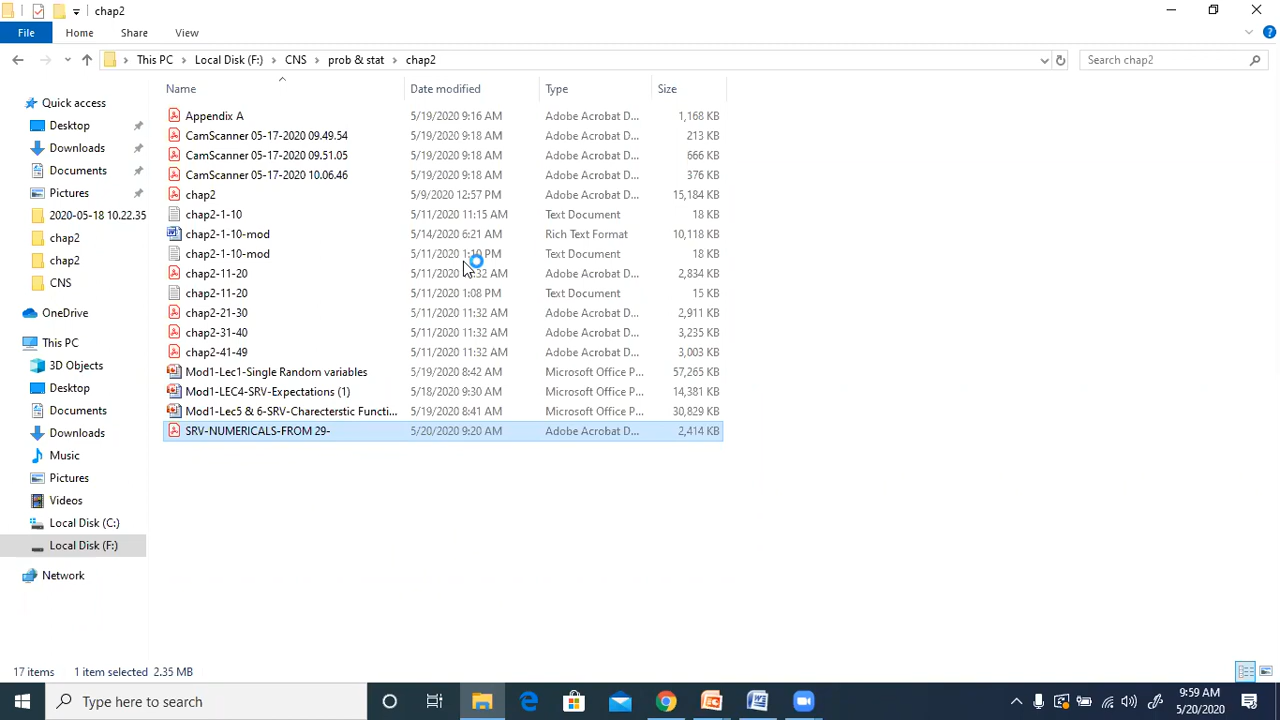 chap2
File Home Share View
This PC Local Disk (F:) CNS prob & stat chap2 Search chap2
Name Date modified Type Size
Quick access
Desktop
Downloads
Documents
Pictures
2020-05-18 10.22.35
chap2
chap2
CNS
OneDrive
This PC
3D Objects
Desktop
Documents
Downloads
Music
Pictures
Videos
Local Disk (C:)
Local Disk (F:)
Network
Appendix A 5/19/2020 9:16 AM Adobe Acrobat D... 1,168 KB
CamScanner 05-17-2020 09.49.54 5/19/2020 9:18 AM Adobe Acrobat D... 213 KB
CamScanner 05-17-2020 09.51.05 5/19/2020 9:18 AM Adobe Acrobat D... 666 KB
CamScanner 05-17-2020 10.06.46 5/19/2020 9:18 AM Adobe Acrobat D... 376 KB
chap2 5/9/2020 12:57 PM Adobe Acrobat D... 15,184 KB
chap2-1-10 5/11/2020 11:15 AM Text Document 18 KB
chap2-1-10-mod 5/14/2020 6:21 AM Rich Text Format 10,118 KB
chap2-1-10-mod 5/11/2020 PM Text Document 18 KB
chap2-11-20 5/11/2020 AM Adobe Acrobat D... 2,834 KB
chap2-11-20 5/11/2020 1:08 PM Text Document 15 KB
chap2-21-30 5/11/2020 11:32 AM Adobe Acrobat D... 2,911 KB
chap2-31-40 5/11/2020 11:32 AM Adobe Acrobat D... 3,235 KB
chap2-41-49 5/11/2020 11:32 AM Adobe Acrobat D... 3,003 KB
Mod1-Lec1-Single Random variables 5/19/2020 8:42 AM Microsoft Office P... 57,265 KB
Mod1-LEC4-SRV-Expectations (1) 5/18/2020 9:30 AM Microsoft Office P... 14,381 KB
Mod1-Lec5 & 6-SRV-Charecterstic Functi... 5/19/2020 8:41 AM Microsoft Office P... 30,829 KB
SRV-NUMERICALS-FROM 29- 5/20/2020 9:20 AM Adobe Acrobat D... 2,414 KB
17 items 1 item selected 2.35 MB
Type here to search
9:59 AM
5/20/2020